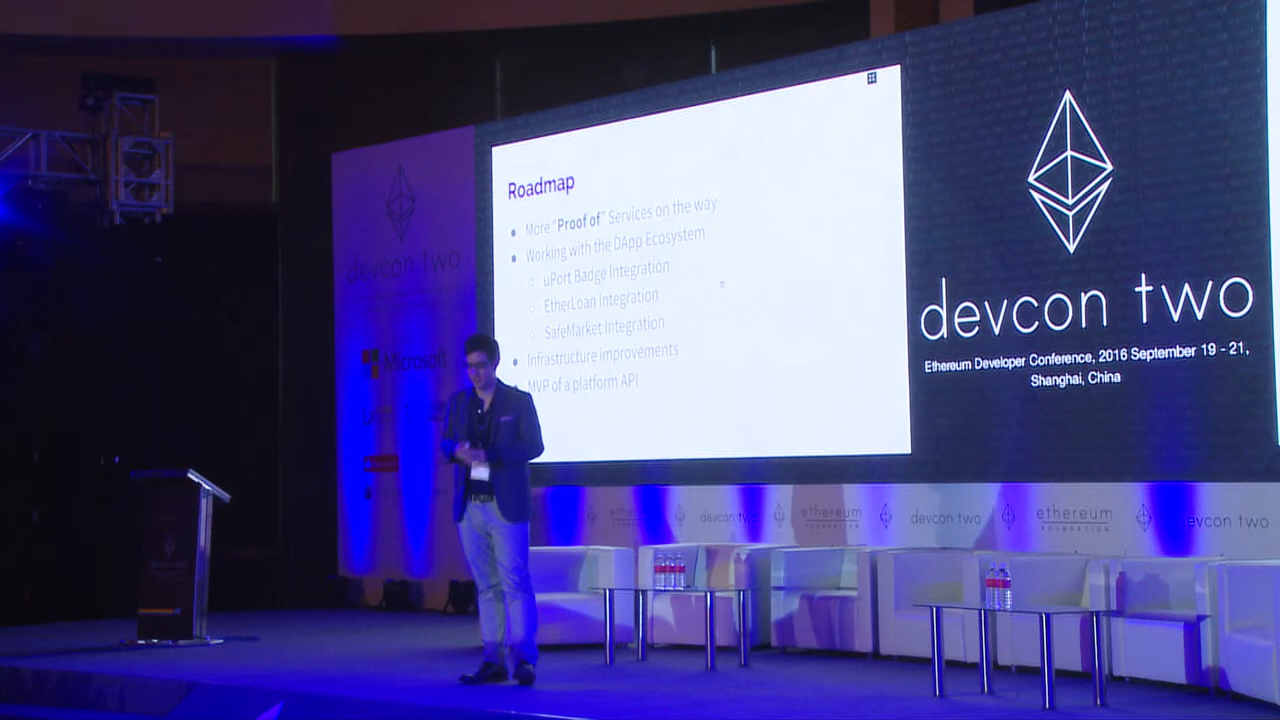 Roadmap
● More "Proof of" Services on the way
● Working with the DApp Ecosystem
○ uPort Badge Integration
○ EtherLoan Integration
○ SafeMarket Integration
● Infrastructure improvements
MVP of a platform API
devcon two
Ethereum Developer Conference, 2016 September 19 - 21,
Shanghai, China
devcon two
Microsoft
devcon two
ethereum
FOUNDATION
devcon two
ethereum
FOUNDATION
devcon two